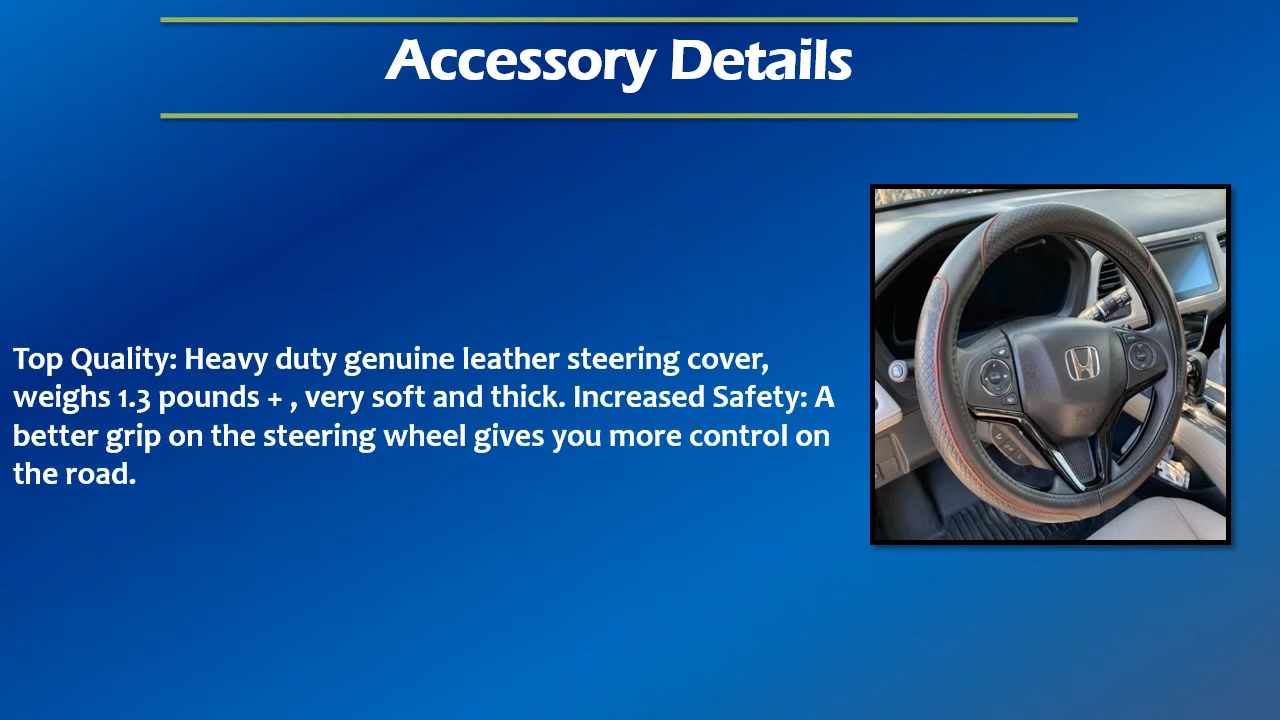 Accessory Details
Top Quality: Heavy duty genuine leather steering cover,
weighs 1.3 pounds + , very soft and thick. Increased Safety: A
better grip on the steering wheel gives you more control on
the road.